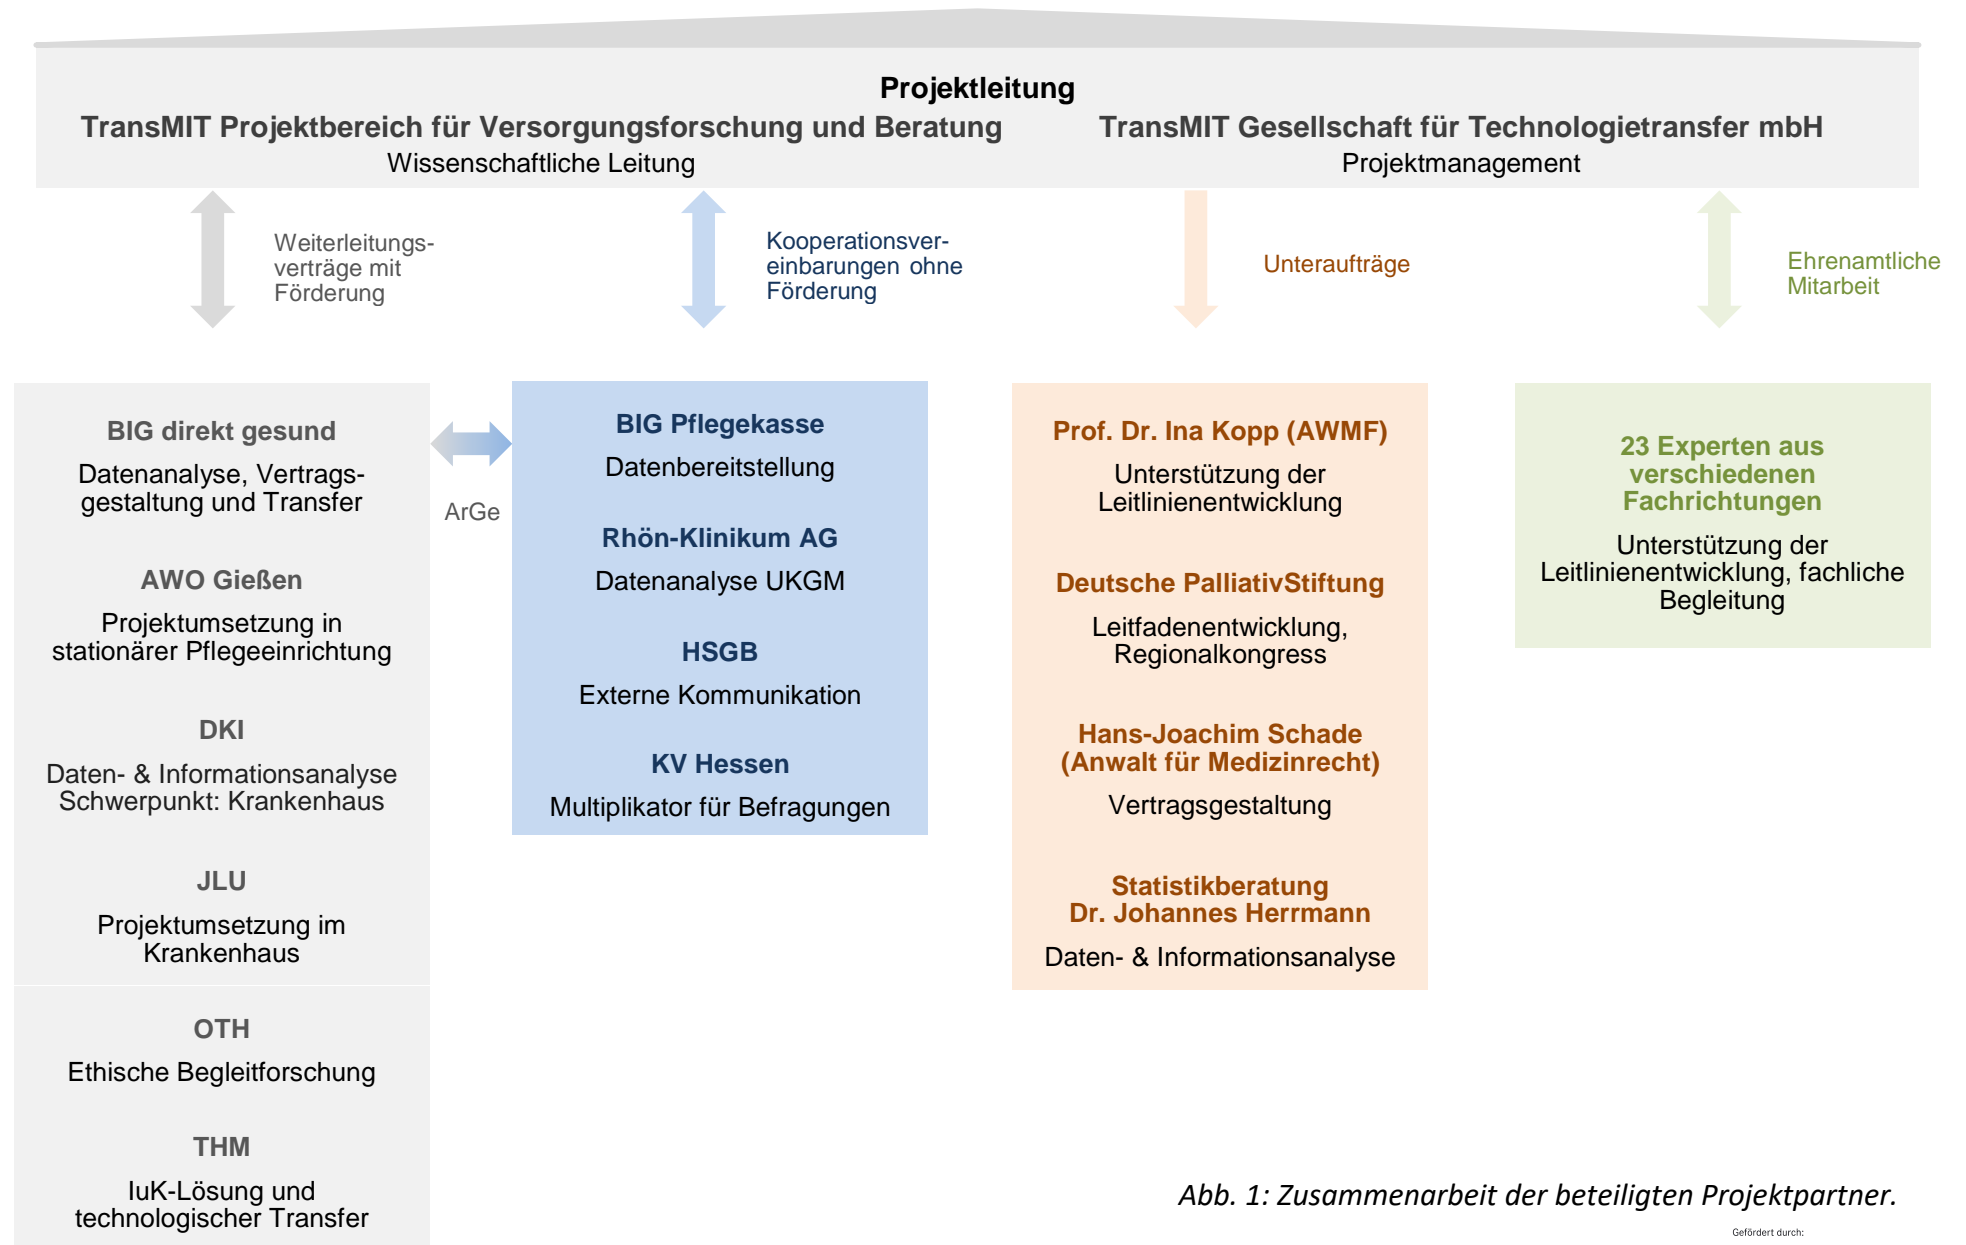 Projektleitung
TransMIT Projektbereich für Versorgungsforschung und Beratung
Wissenschaftliche Leitung
TransMIT Gesellschaft für Technologietransfer mbH
Projektmanagement
Weiterleitungs-
verträge mit
Förderung
Kooperationsver-
einbarungen ohne
Förderung
Unteraufträge
Ehrenamtliche
Mitarbeit
BIG direkt gesund
Datenanalyse, Vertrags-
gestaltung und Transfer
AWO Gießen
Projektumsetzung in
stationärer Pflegeeinrichtung
DKI
Daten- & Informationsanalyse
Schwerpunkt: Krankenhaus
JLU
Projektumsetzung im
Krankenhaus
OTH
Ethische Begleitforschung
THM
IuK-Lösung und
technologischer Transfer
ArGe
BIG Pflegekasse
Datenbereitstellung
Rhön-Klinikum AG
Datenanalyse UKGM
HSGB
Externe Kommunikation
KV Hessen
Multiplikator für Befragungen
Prof. Dr. Ina Kopp (AWMF)
Unterstützung der
Leitlinienentwicklung
Deutsche PalliativStiftung
Leitfadenentwicklung,
Regionalkongress
Hans-Joachim Schade
(Anwalt für Medizinrecht)
Vertragsgestaltung
Statistikberatung
Dr. Johannes Herrmann
Daten- & Informationsanalyse
23 Experten aus
verschiedenen
Fachrichtungen
Unterstützung der
Leitlinienentwicklung, fachliche
Begleitung
Abb. 1: Zusammenarbeit der beteiligten Projektpartner.
Gefördert durch: